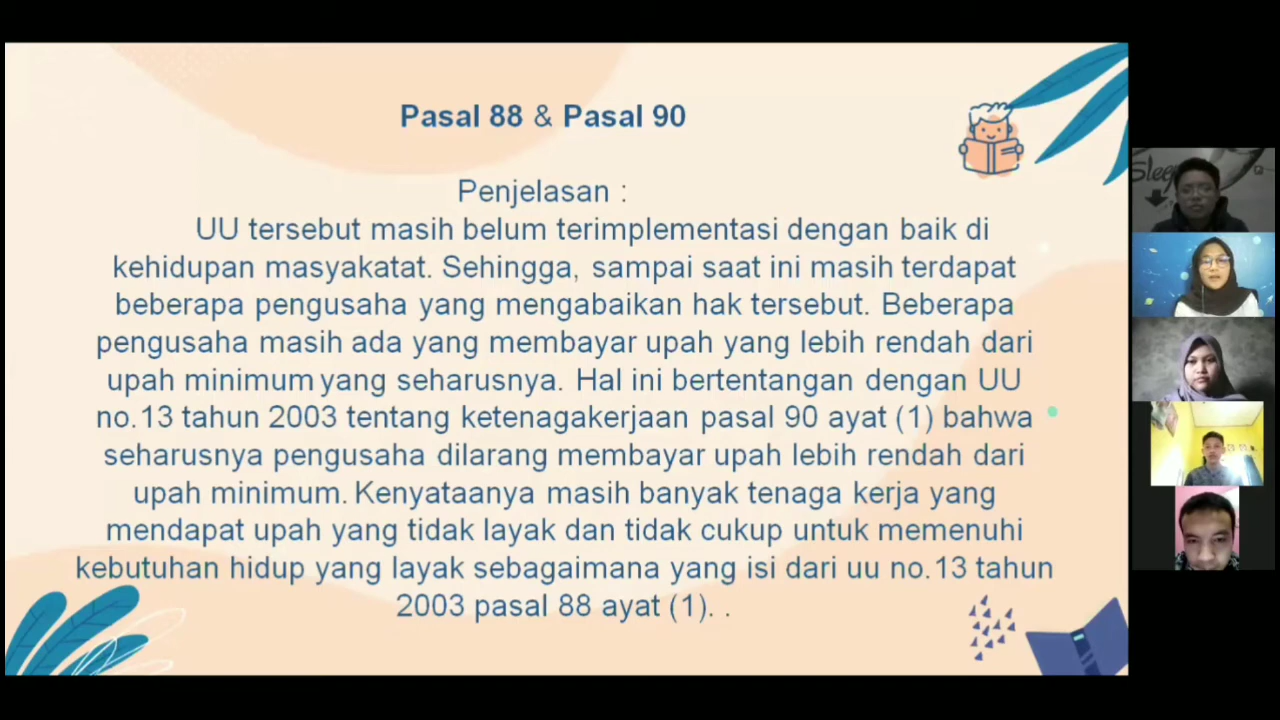 Pasal 88 & Pasal 90
Penjelasan :
UU tersebut masih belum terimplementasi dengan baik di
kehidupan masyakatat. Sehingga, sampai saat ini masih terdapat
beberapa pengusaha yang mengabaikan hak tersebut. Beberapa
pengusaha masih ada yang membayar upah yang lebih rendah dari
upah minimum yang seharusnya. Hal ini bertentangan dengan UU
no.13 tahun 2003 tentang ketenagakerjaan pasal 90 ayat (1) bahwa
seharusnya pengusaha dilarang membayar upah lebih rendah dari
upah minimum. Kenyataanya masih banyak tenaga kerja yang
mendapat upah yang tidak layak dan tidak cukup untuk memenuhi
kebutuhan hidup yang layak sebagaimana yang isi dari uu no.13 tahun
2003 pasal 88 ayat (1). .